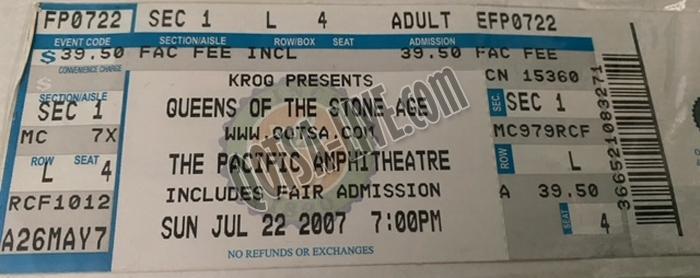 FP0722 SEC 1 L 4 ADULT EFP0722
EVENT CODE SECTION/AISLE ROW/BOX SEAT ADMISSION
$ 39.50 FAC FEE INCL 39.50 FAC FEE
CONVENIENCE CHARGE
KROQ PRESENTS
CN 15360
SECTION/AISLE
SEC 1
QUEENS OF THE STONE AGE
SEC.
SEC 1
MC 7X
WWW.QOTSA.COM
MC979RCF
ROW SEAT
L 4
THE PACIFIC AMPHITHEATRE
ROW
L
INCLUDES FAIR ADMISSION
A 39.50
RCF1012
A26MAY7
SUN JUL 22 2007 7:00PM
SEAT
4
NO REFUNDS OR EXCHANGES
366521083271
QOTSA-LIVE.COM